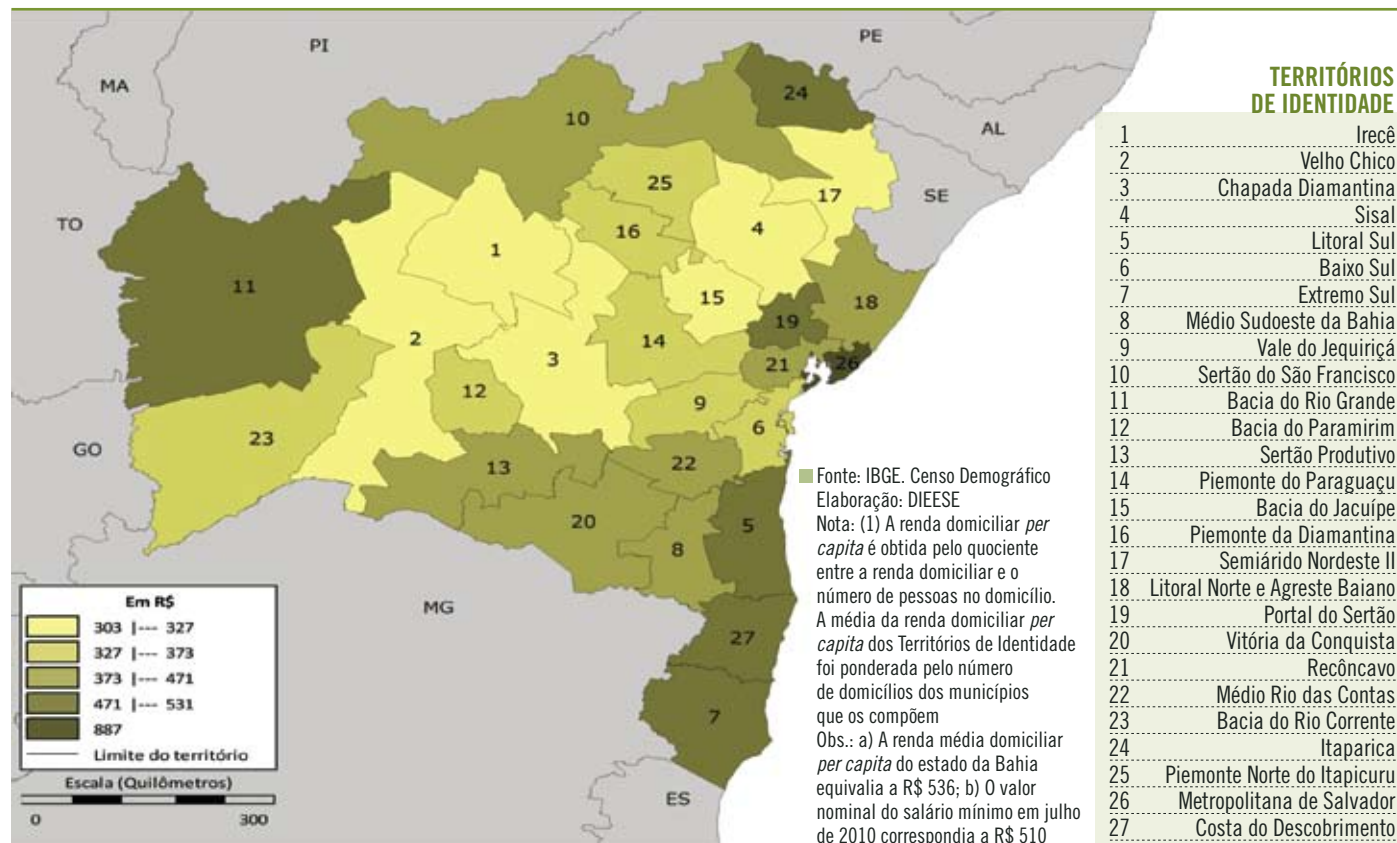 PI
PE
MA
24
10
AL
25
17
TO
SE
16
4
1
11
15
18
19
2
14
3
21
26
12
9
23
6
GO
13
22
20
5
8
MG
27
7
ES
Em R$
303 |--- 327
327 |--- 373
373 |--- 471
471 |--- 531
887
Limite do território
Escala (Quilômetros)
0 300
Fonte: IBGE. Censo Demográfico
Elaboração: DIEESE
Nota: (1) A renda domiciliar per
capita é obtida pelo quociente
entre a renda domiciliar e o
número de pessoas no domicílio.
A média da renda domiciliar per
capita dos Territórios de Identidade
foi ponderada pelo número
de domicílios dos municípios
que os compõem
Obs.: a) A renda média domiciliar
per capita do estado da Bahia
equivalia a R$ 536; b) O valor
nominal do salário mínimo em julho
de 2010 correspondia a R$ 510
TERRITÓRIOS
DE IDENTIDADE
1 Irecê
2 Velho Chico
3 Chapada Diamantina
4 Sisal
5 Litoral Sul
6 Baixo Sul
7 Extremo Sul
8 Médio Sudoeste da Bahia
9 Vale do Jequiriçá
10 Sertão do São Francisco
11 Bacia do Rio Grande
12 Bacia do Paramirim
13 Sertão Produtivo
14 Piemonte do Paraguaçu
15 Bacia do Jacuípe
16 Piemonte da Diamantina
17 Semiárido Nordeste II
18 Litoral Norte e Agreste Baiano
19 Portal do Sertão
20 Vitória da Conquista
21 Recôncavo
22 Médio Rio das Contas
23 Bacia do Rio Corrente
24 Itaparica
25 Piemonte Norte do Itapicuru
26 Metropolitana de Salvador
27 Costa do Descobrimento